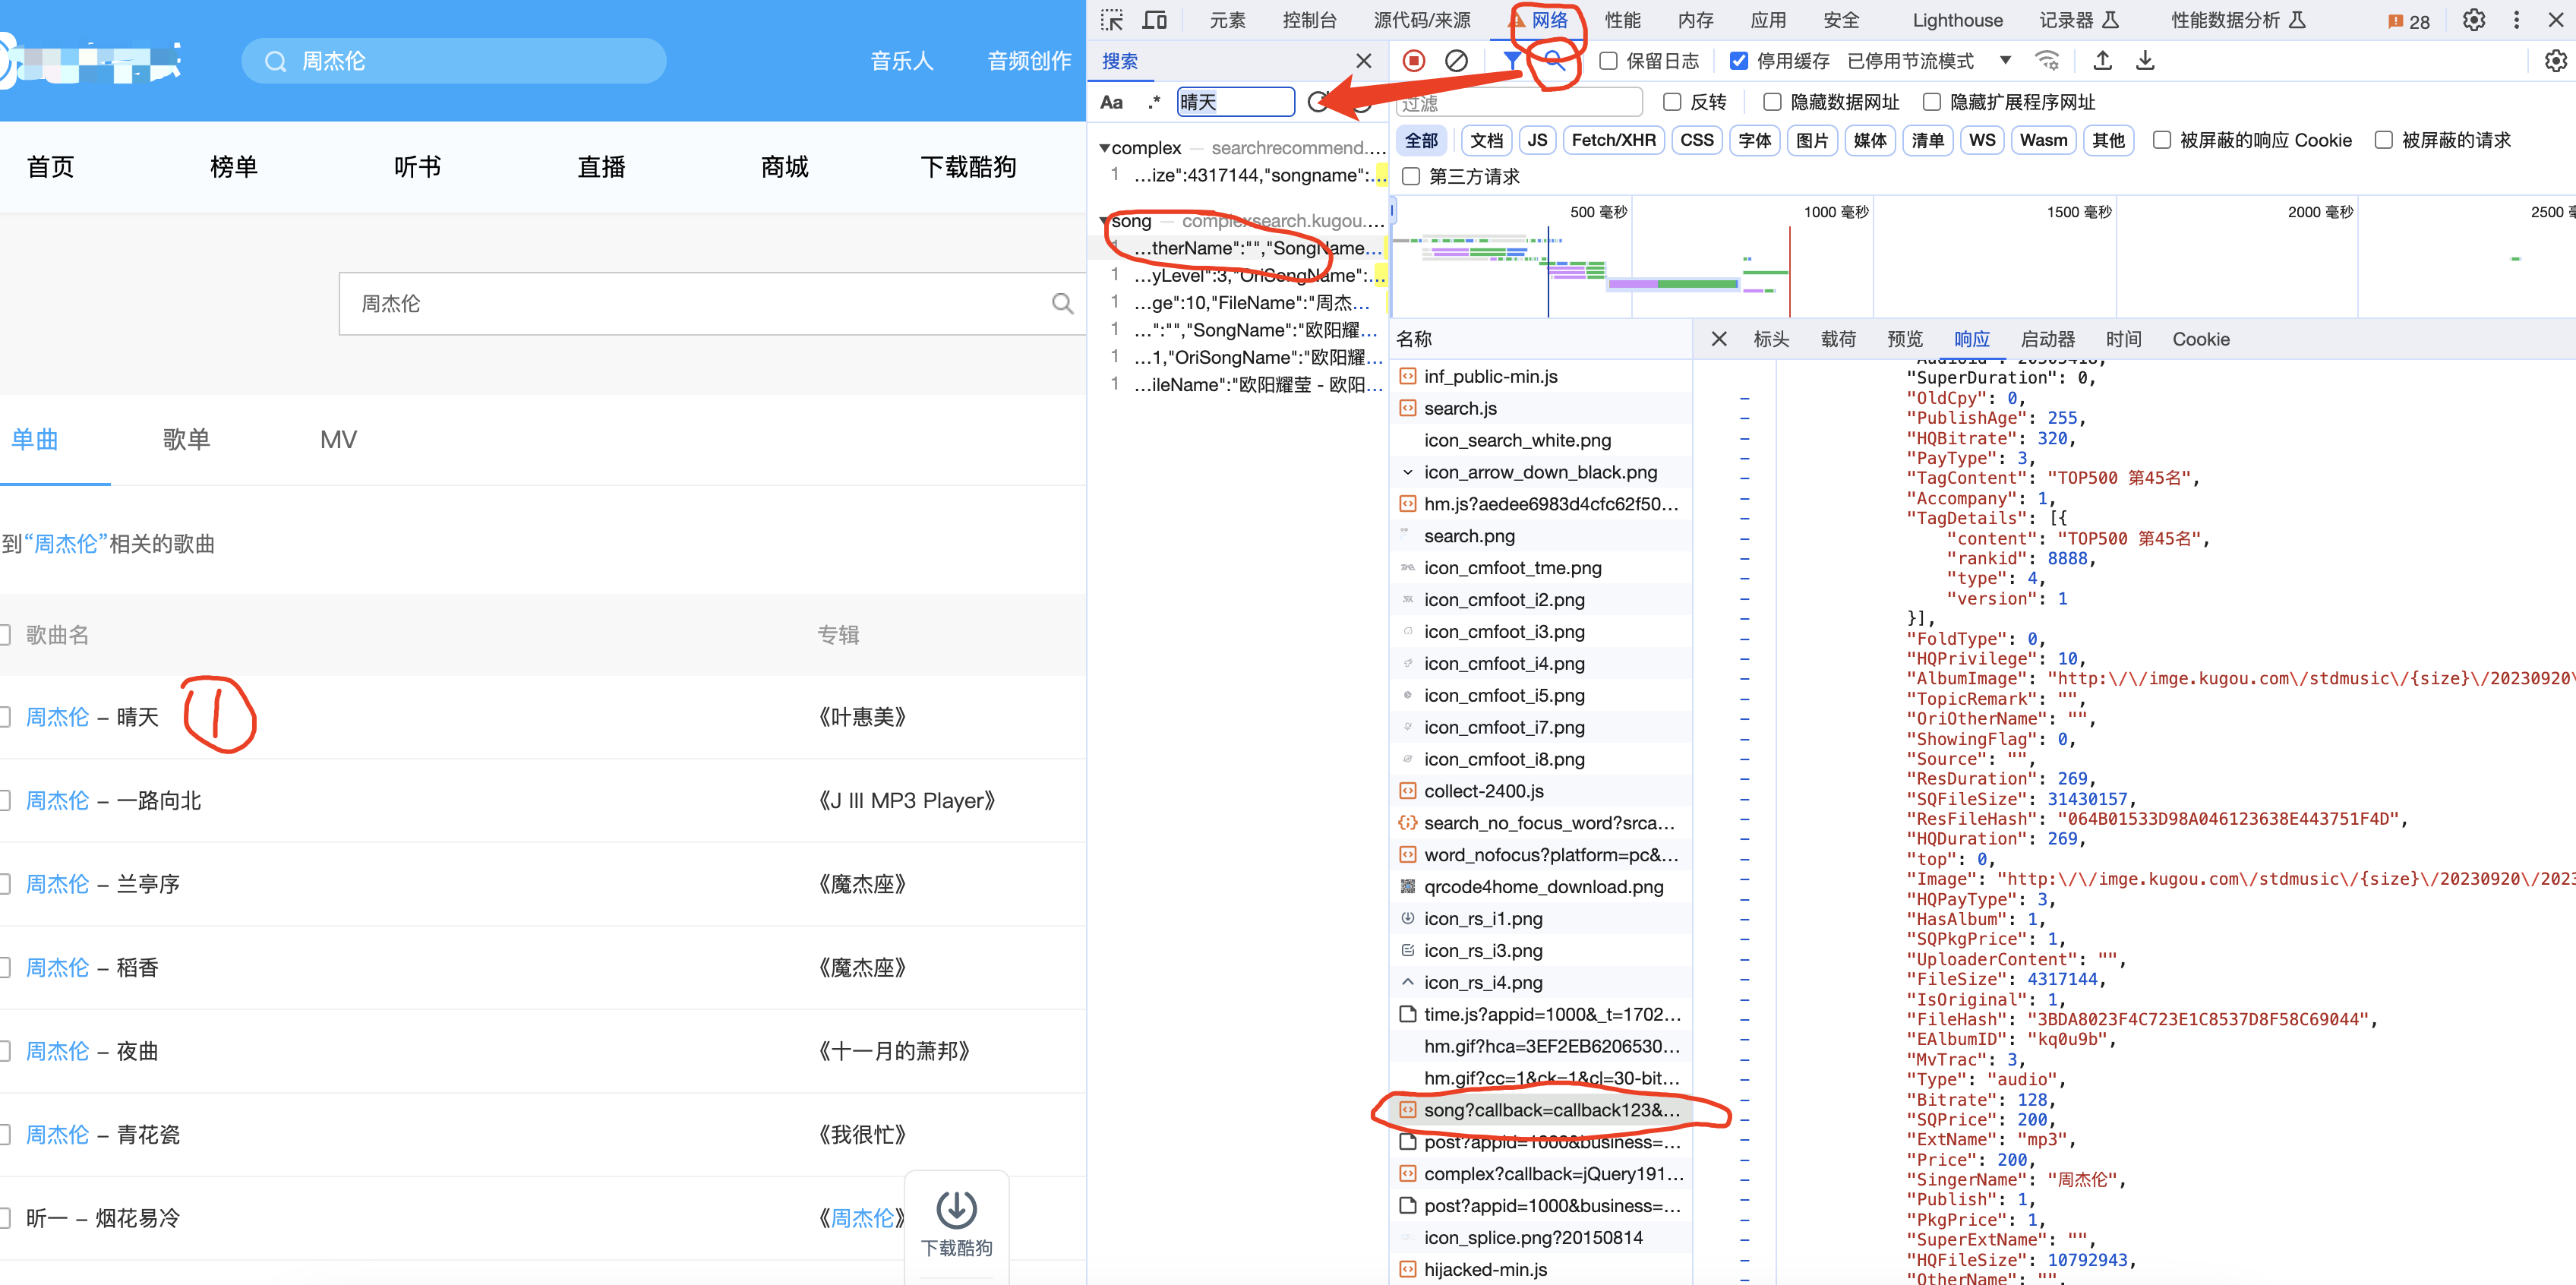 周杰伦
音乐人
音频创作
首页
榜单
听书
直播
商城
下载酷狗
周杰伦
单曲
歌单
MV
到“周杰伦”相关的歌曲
歌曲名
专辑
周杰伦 – 晴天
1
《叶惠美》
周杰伦 – 一路向北
《J III MP3 Player》
周杰伦 – 兰亭序
《魔杰座》
周杰伦 – 稻香
《魔杰座》
周杰伦 – 夜曲
《十一月的萧邦》
周杰伦 – 青花瓷
《我很忙》
昕一 – 烟花易冷
《周杰伦》
下载酷狗
元素
控制台
源代码/来源
网络
性能
内存
应用
安全
Lighthouse
记录器
性能数据分析
28
搜索
保留日志
停用缓存
已停用节流模式
Aa
.*
晴天
过滤
反转
隐藏数据网址
隐藏扩展程序网址
全部
文档
JS
Fetch/XHR
CSS
字体
图片
媒体
清单
WS
Wasm
其他
被屏蔽的响应 Cookie
被屏蔽的请求
第三方请求
complex — searchrecommend.…
1 …ize":4317144,"songname":…
song — complexsearch.kugou.…
1 …therName":"","SongName…
1 …yLevel":3,"OriSongName":…
1 …ge":10,"FileName":"周杰…
1 …":"","SongName":"欧阳耀…
1 …1,"OriSongName":"欧阳耀…
1 …ileName":"欧阳耀莹 - 欧阳…
500 毫秒
1000 毫秒
1500 毫秒
2000 毫秒
2500
名称
inf_public-min.js
search.js
icon_search_white.png
icon_arrow_down_black.png
hm.js?aedee6983d4cfc62f50…
search.png
icon_cmfoot_tme.png
icon_cmfoot_i2.png
icon_cmfoot_i3.png
icon_cmfoot_i4.png
icon_cmfoot_i5.png
icon_cmfoot_i7.png
icon_cmfoot_i8.png
collect-2400.js
search_no_focus_word?srca…
word_nofocus?platform=pc&…
qrcode4home_download.png
icon_rs_i1.png
icon_rs_i3.png
icon_rs_i4.png
time.js?appid=1000&_t=1702…
hm.gif?hca=3EF2EB6206530…
hm.gif?cc=1&ck=1&cl=30-bit…
song?callback=callback123&…
post?appid=1000&business=…
complex?callback=jQuery191…
post?appid=1000&business=…
icon_splice.png?20150814
hijacked-min.js
标头
载荷
预览
响应
启动器
时间
Cookie
"SuperDuration": 0,
"OldCpy": 0,
"PublishAge": 255,
"HQBitrate": 320,
"PayType": 3,
"TagContent": "TOP500 第45名",
"Accompany": 1,
"TagDetails": [{
"content": "TOP500 第45名",
"rankid": 8888,
"type": 4,
"version": 1
}],
"FoldType": 0,
"HQPrivilege": 10,
"AlbumImage": "http:\/\/imge.kugou.com\/stdmusic\/{size}\/20230920\
"TopicRemark": "",
"OriOtherName": "",
"ShowingFlag": 0,
"Source": "",
"ResDuration": 269,
"SQFileSize": 31430157,
"ResFileHash": "064B01533D98A046123638E443751F4D",
"HQDuration": 269,
"top": 0,
"Image": "http:\/\/imge.kugou.com\/stdmusic\/{size}\/20230920\/202
"HQPayType": 3,
"HasAlbum": 1,
"SQPkgPrice": 1,
"UploaderContent": "",
"FileSize": 4317144,
"IsOriginal": 1,
"FileHash": "3BDA8023F4C723E1C8537D8F58C69044",
"EAlbumID": "kq0u9b",
"MvTrac": 3,
"Type": "audio",
"Bitrate": 128,
"SQPrice": 200,
"ExtName": "mp3",
"Price": 200,
"SingerName": "周杰伦",
"Publish": 1,
"PkgPrice": 1,
"SuperExtName": "",
"HQFileSize": 10792943,
"OtherName": "",